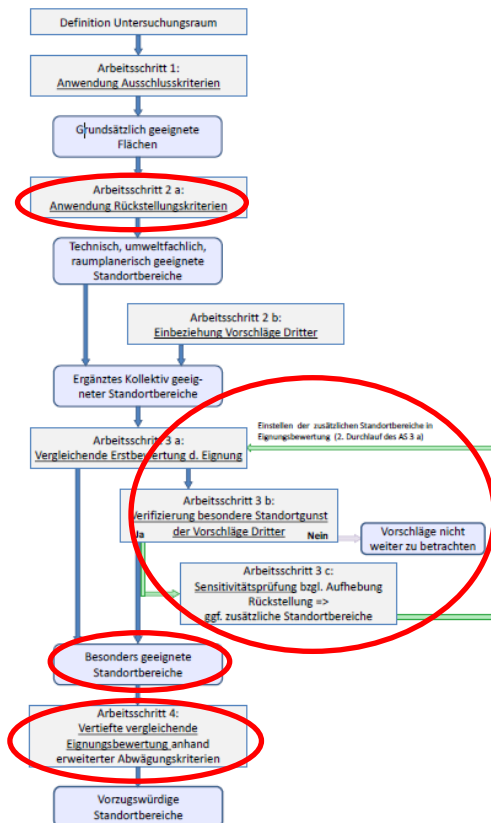 Definition Untersuchungsraum
Arbeitsschritt 1:
Anwendung Ausschlusskriterien
Grundsätzlich geeignete
Flächen
Arbeitsschritt 2 a:
Anwendung Rückstellungskriterien
Technisch, umweltfachlich,
raumplanerisch geeignete
Standortbereiche
Arbeitsschritt 2 b:
Einbeziehung Vorschläge Dritter
Ergänztes Kollektiv geeig-
neter Standortbereiche
Einstellen der zusätzlichen Standortbereiche in
Eignungsbewertung (2. Durchlauf des AS 3 a)
Arbeitsschritt 3 a:
Vergleichende Erstbewertung d. Eignung
Arbeitsschritt 3 b:
Verifizierung besondere Standortgunst
der Vorschläge Dritter
Ja
Nein
Vorschläge nicht
weiter zu betrachten
Arbeitsschritt 3 c:
Sensitivitätsprüfung bzgl. Aufhebung
Rückstellung =>
ggf. zusätzliche Standortbereiche
Besonders geeignete
Standortbereiche
Arbeitsschritt 4:
Vertiefte vergleichende
Eignungsbewertung anhand
erweiterter Abwägungskriterien
Vorzugswürdige
Standortbereiche